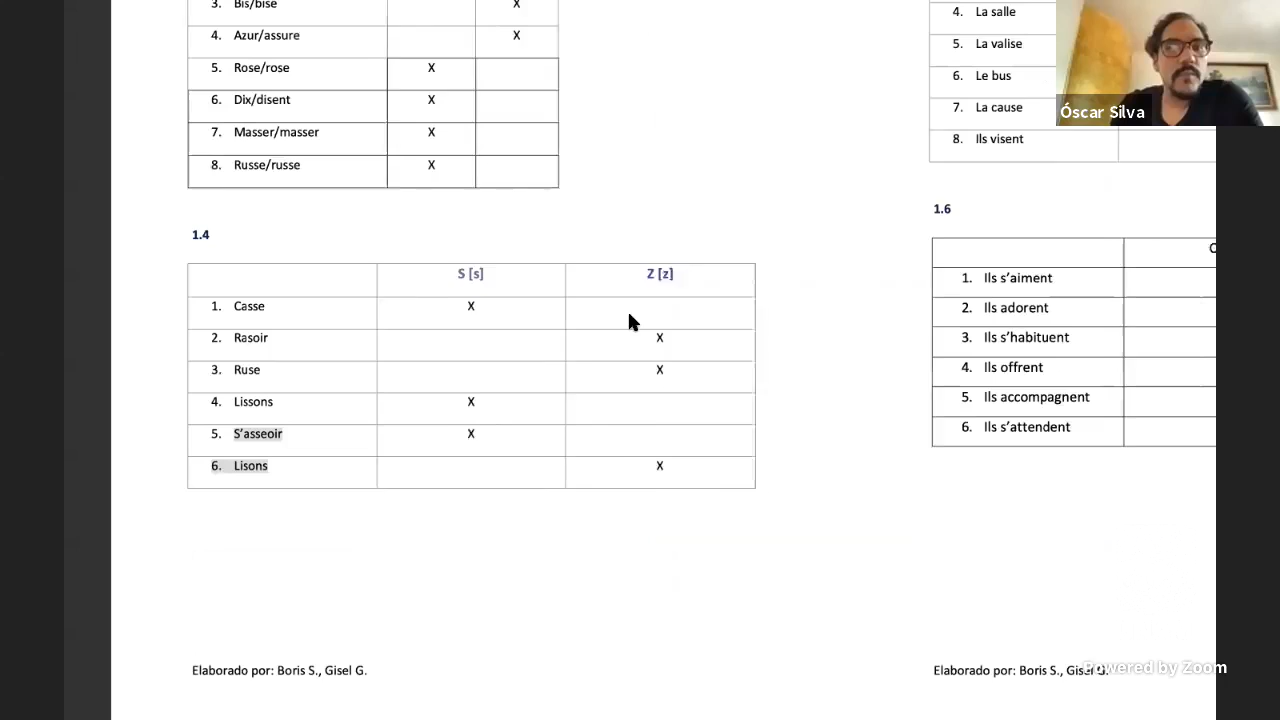 3. Bis/bise X
4. Azur/assure X
5. Rose/rose X
6. Dix/disent X
7. Masser/masser X
8. Russe/russe X
1.4
S [s] Z [z]
1. Casse X
2. Rasoir X
3. Ruse X
4. Lissons X
5. S'asseoir X
6. Lisons X
Elaborado por: Boris S., Gisel G.
4. La salle
5. La valise
6. Le bus
7. La cause
8. Ils visent
1.6
1. Ils s'aiment
2. Ils adorent
3. Ils s'habituent
4. Ils offrent
5. Ils accompagnent
6. Ils s'attendent
Elaborado por: Boris S., Gisel G.
Óscar Silva
Powered by Zoom